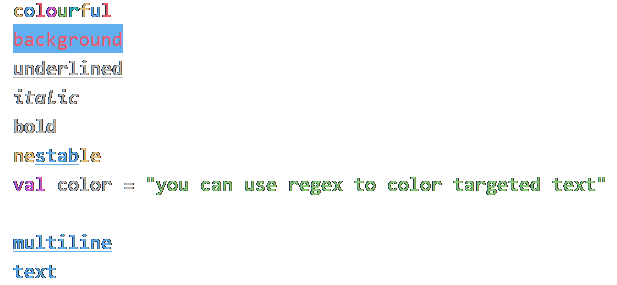 colourful
background
underlined
italic
bold
nestable
val color = "you can use regex to color targeted text"
multiline
text